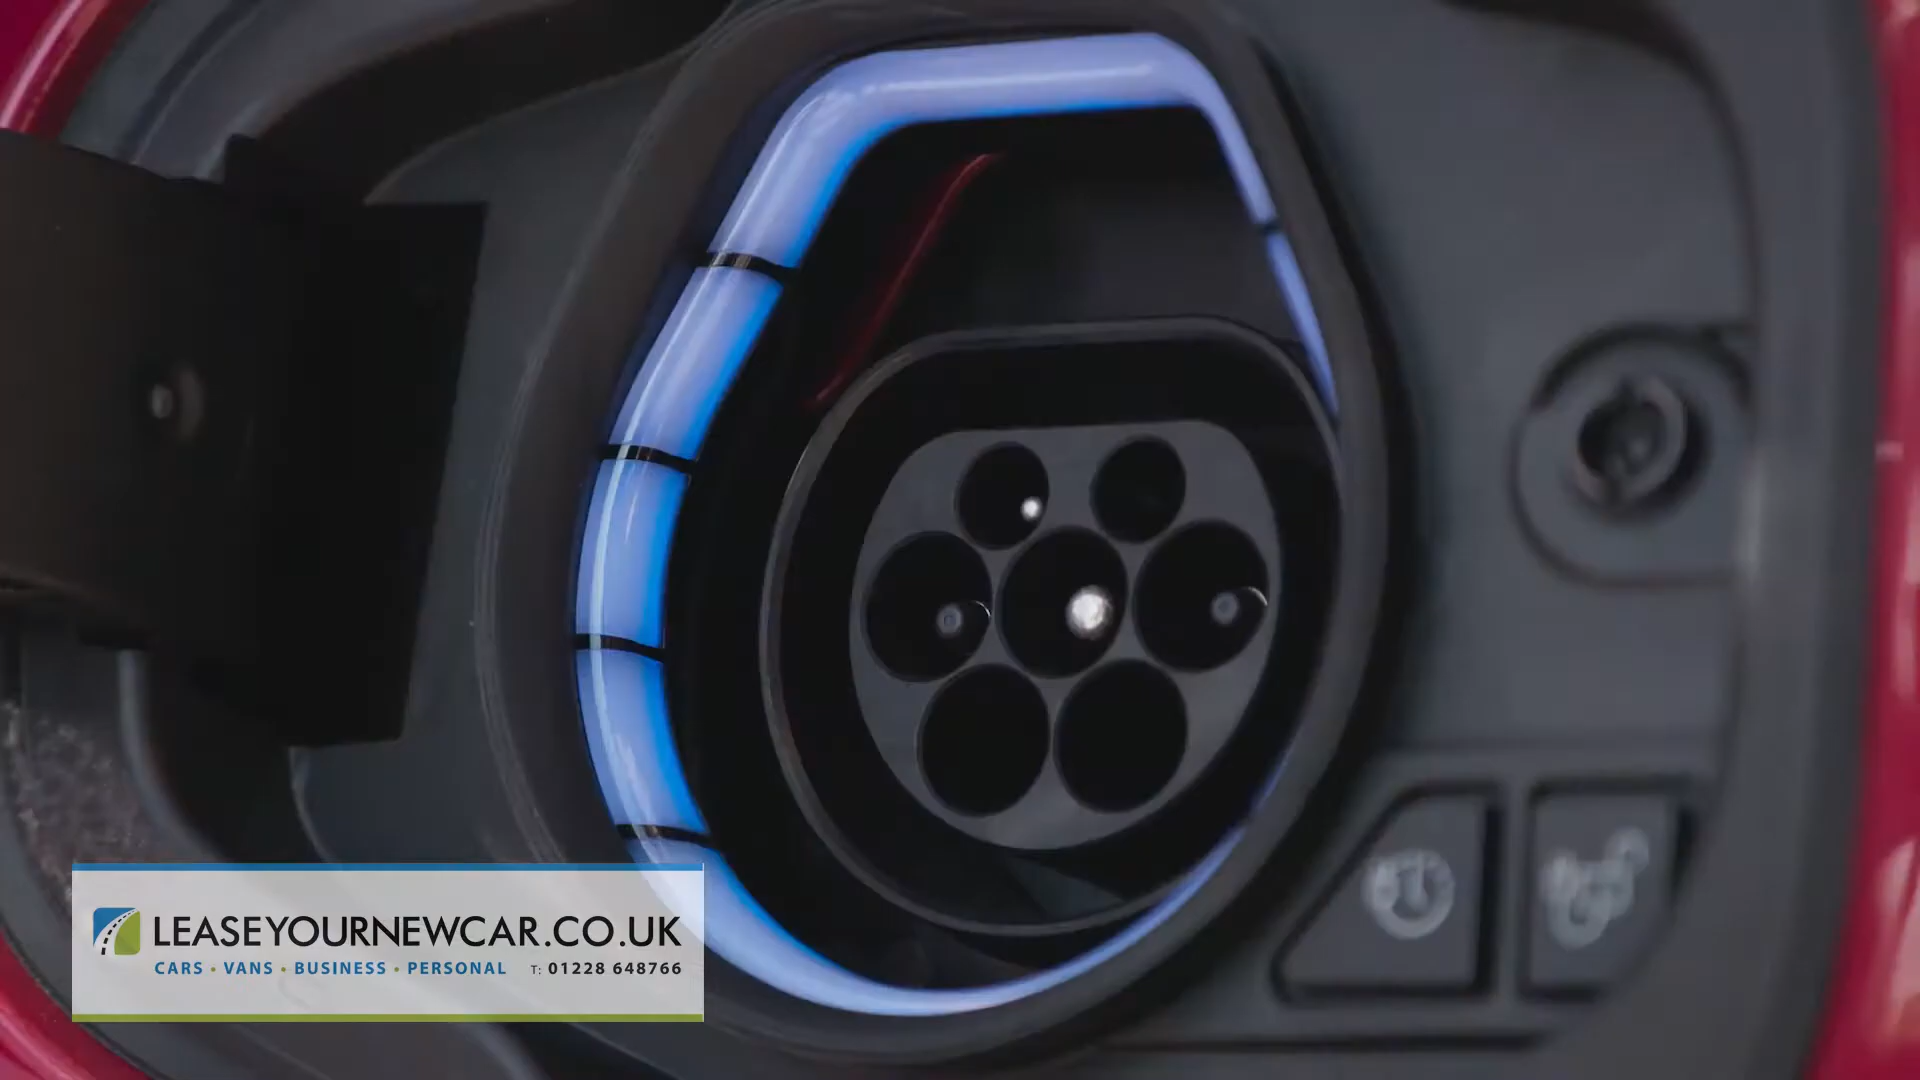 LEASEYOURNEWCAR.CO.UK
CARS • VANS • BUSINESS • PERSONAL T: 01228 648766